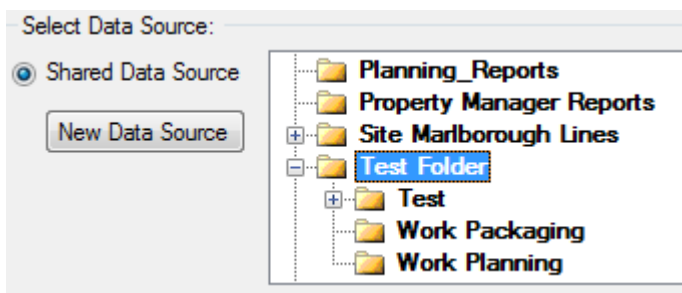 Select Data Source:
Shared Data Source
New Data Source
Planning_Reports
Property Manager Reports
Site Marlborough Lines
Test Folder
Test
Work Packaging
Work Planning